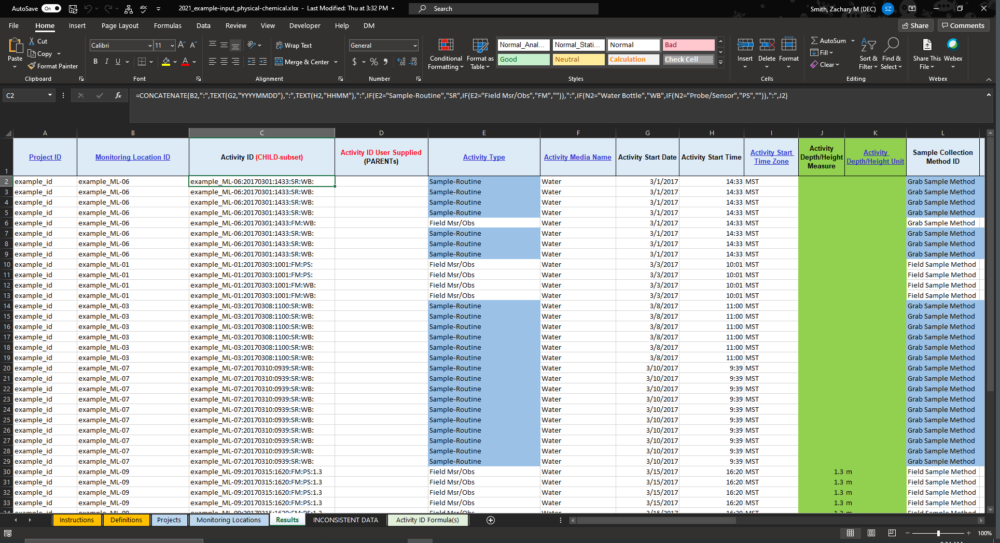 AutoSave On abc 2021_example-input_physical-chemical.xlsx - Last Modified: Thu at 3:32 PM Search Smith, Zachary M (DEC) SZ
File Home Insert Page Layout Formulas Data Review View Developer Help DM Share Comments
Paste Cut Copy Format Painter Clipboard
Calibri 11 A A B I U A Font
ab Wrap Text Merge & Center Alignment
General $ % 9 Number
Conditional Formatting Format as Table
Normal_Anal... Normal_Stati... Normal Bad
Good Neutral Calculation Check Cell
Styles
Insert Delete Format Cells
AutoSum Fill Clear Sort & Filter Find & Select Editing
Share This File Webex Webex
C2 fx =CONCATENATE(B2,":",TEXT(G2,"YYYYMMDD"),":",TEXT(H2,"HHMM"),":",IF(E2="Sample-Routine","SR",IF(E2="Field Msr/Obs","FM","")),":",IF(N2="Water Bottle","WB",IF(N2="Probe/Sensor","PS","")),":",J2)
A B C D E F G H I J K L
1 Project ID Monitoring Location ID Activity ID (CHILD-subset) Activity ID User Supplied (PARENTs) Activity Type Activity Media Name Activity Start Date Activity Start Time Activity Start Time Zone Activity Depth/Height Measure Activity Depth/Height Unit Sample Collection Method ID
2 example_id example_ML-06 example_ML-06:20170301:1433:SR:WB: Sample-Routine Water 3/1/2017 14:33 MST Grab Sample Method
3 example_id example_ML-06 example_ML-06:20170301:1433:SR:WB: Sample-Routine Water 3/1/2017 14:33 MST Grab Sample Method
4 example_id example_ML-06 example_ML-06:20170301:1433:SR:WB: Sample-Routine Water 3/1/2017 14:33 MST Grab Sample Method
5 example_id example_ML-06 example_ML-06:20170301:1433:SR:WB: Sample-Routine Water 3/1/2017 14:33 MST Grab Sample Method
6 example_id example_ML-06 example_ML-06:20170301:1433:FM:WB: Field Msr/Obs Water 3/1/2017 14:33 MST Grab Sample Method
7 example_id example_ML-06 example_ML-06:20170301:1433:SR:WB: Sample-Routine Water 3/1/2017 14:33 MST Grab Sample Method
8 example_id example_ML-06 example_ML-06:20170301:1433:SR:WB: Sample-Routine Water 3/1/2017 14:33 MST Grab Sample Method
9 example_id example_ML-06 example_ML-06:20170301:1433:SR:WB: Sample-Routine Water 3/1/2017 14:33 MST Grab Sample Method
10 example_id example_ML-01 example_ML-01:20170303:1001:FM:PS: Field Msr/Obs Water 3/3/2017 10:01 MST Field Sample Method
11 example_id example_ML-01 example_ML-01:20170303:1001:FM:PS: Field Msr/Obs Water 3/3/2017 10:01 MST Field Sample Method
12 example_id example_ML-01 example_ML-01:20170303:1001:FM:WB: Field Msr/Obs Water 3/3/2017 10:01 MST Field Sample Method
13 example_id example_ML-01 example_ML-01:20170303:1001:FM:WB: Field Msr/Obs Water 3/3/2017 10:01 MST Field Sample Method
14 example_id example_ML-03 example_ML-03:20170308:1100:SR:WB: Sample-Routine Water 3/8/2017 11:00 MST Grab Sample Method
15 example_id example_ML-03 example_ML-03:20170308:1100:SR:WB: Sample-Routine Water 3/8/2017 11:00 MST Grab Sample Method
16 example_id example_ML-03 example_ML-03:20170308:1100:SR:WB: Sample-Routine Water 3/8/2017 11:00 MST Grab Sample Method
17 example_id example_ML-03 example_ML-03:20170308:1100:SR:WB: Sample-Routine Water 3/8/2017 11:00 MST Grab Sample Method
18 example_id example_ML-03 example_ML-03:20170308:1100:SR:WB: Sample-Routine Water 3/8/2017 11:00 MST Grab Sample Method
19 example_id example_ML-03 example_ML-03:20170308:1100:SR:WB: Sample-Routine Water 3/8/2017 11:00 MST Grab Sample Method
20 example_id example_ML-07 example_ML-07:20170310:0939:SR:WB: Sample-Routine Water 3/10/2017 9:39 MST Grab Sample Method
21 example_id example_ML-07 example_ML-07:20170310:0939:SR:WB: Sample-Routine Water 3/10/2017 9:39 MST Grab Sample Method
22 example_id example_ML-07 example_ML-07:20170310:0939:SR:WB: Sample-Routine Water 3/10/2017 9:39 MST Grab Sample Method
23 example_id example_ML-07 example_ML-07:20170310:0939:SR:WB: Sample-Routine Water 3/10/2017 9:39 MST Grab Sample Method
24 example_id example_ML-07 example_ML-07:20170310:0939:SR:WB: Sample-Routine Water 3/10/2017 9:39 MST Grab Sample Method
25 example_id example_ML-07 example_ML-07:20170310:0939:SR:WB: Sample-Routine Water 3/10/2017 9:39 MST Grab Sample Method
26 example_id example_ML-07 example_ML-07:20170310:0939:SR:WB: Sample-Routine Water 3/10/2017 9:39 MST Grab Sample Method
27 example_id example_ML-07 example_ML-07:20170310:0939:SR:WB: Sample-Routine Water 3/10/2017 9:39 MST Grab Sample Method
28 example_id example_ML-07 example_ML-07:20170310:0939:SR:WB: Sample-Routine Water 3/10/2017 9:39 MST Grab Sample Method
29 example_id example_ML-07 example_ML-07:20170310:0939:SR:WB: Sample-Routine Water 3/10/2017 9:39 MST Grab Sample Method
30 example_id example_ML-09 example_ML-09:20170315:1620:FM:PS:1.3 Field Msr/Obs Water 3/15/2017 16:20 MST 1.3 m Field Sample Method
31 example_id example_ML-09 example_ML-09:20170315:1620:FM:PS:1.3 Field Msr/Obs Water 3/15/2017 16:20 MST 1.3 m Field Sample Method
32 example_id example_ML-09 example_ML-09:20170315:1620:FM:PS:1.3 Field Msr/Obs Water 3/15/2017 16:20 MST 1.3 m Field Sample Method
33 example_id example_ML-09 example_ML-09:20170315:1620:FM:PS:1.3 Field Msr/Obs Water 3/15/2017 16:20 MST 1.3 m Field Sample Method
Instructions Definitions Projects Monitoring Locations Results INCONSISTENT DATA Activity ID Formula(s)
100%